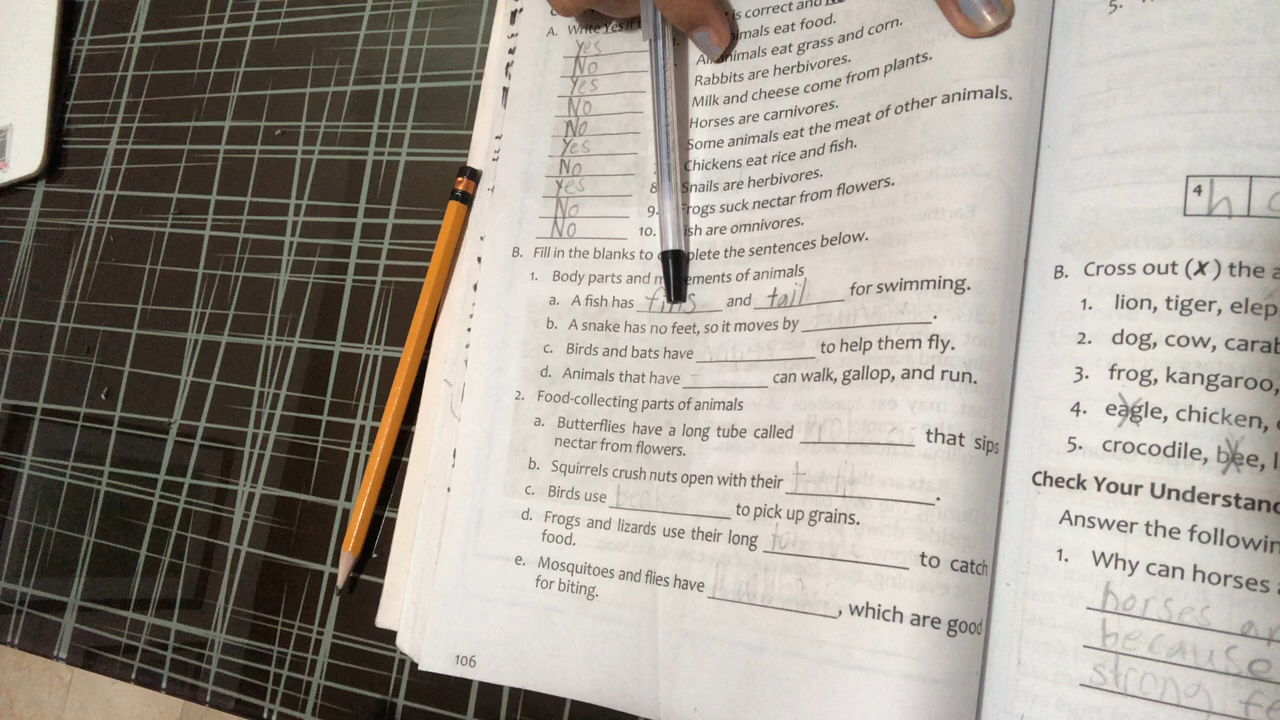 A. Write Yes if is correct and
Yes imals eat food.
No All animals eat grass and corn.
Yes Rabbits are herbivores.
No Milk and cheese come from plants.
No Horses are carnivores.
Yes Some animals eat the meat of other animals.
No Chickens eat rice and fish.
Yes 8 Snails are herbivores.
No 9. Frogs suck nectar from flowers.
No 10. ish are omnivores.
B. Fill in the blanks to plete the sentences below.
1. Body parts and m ements of animals
a. A fish has fins and tail for swimming.
b. A snake has no feet, so it moves by .
c. Birds and bats have to help them fly.
d. Animals that have can walk, gallop, and run.
2. Food-collecting parts of animals
a. Butterflies have a long tube called that sips
nectar from flowers.
b. Squirrels crush nuts open with their teeth.
c. Birds use beak to pick up grains.
d. Frogs and lizards use their long to catch
food.
e. Mosquitoes and flies have , which are good
for biting.
106
5.
4 h
B. Cross out (X) the
1. lion, tiger, elep
2. dog, cow, carab
3. frog, kangaroo,
4. eagle, chicken,
5. crocodile, bee,
Check Your Understand
Answer the followin
1. Why can horses
horses ar
because
strong fe